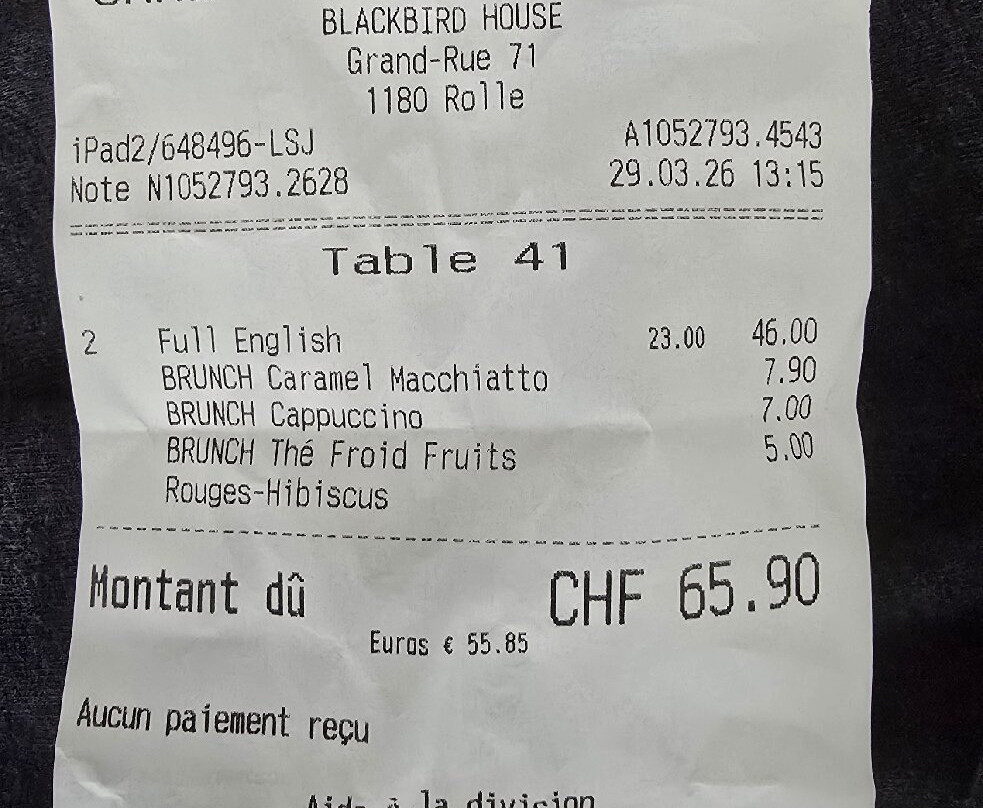 BLACKBIRD HOUSE
Grand-Rue 71
1180 Rolle
iPad2/648496-LSJ A1052793.4543
Note N1052793.2628 29.03.26 13:15
Table 41
2 Full English 23.00 46.00
BRUNCH Caramel Macchiatto 7.90
BRUNCH Cappuccino 7.00
BRUNCH Thé Froid Fruits 5.00
Rouges-Hibiscus
Montant dû CHF 65.90
Euros € 55.85
Aucun paiement reçu
à la division